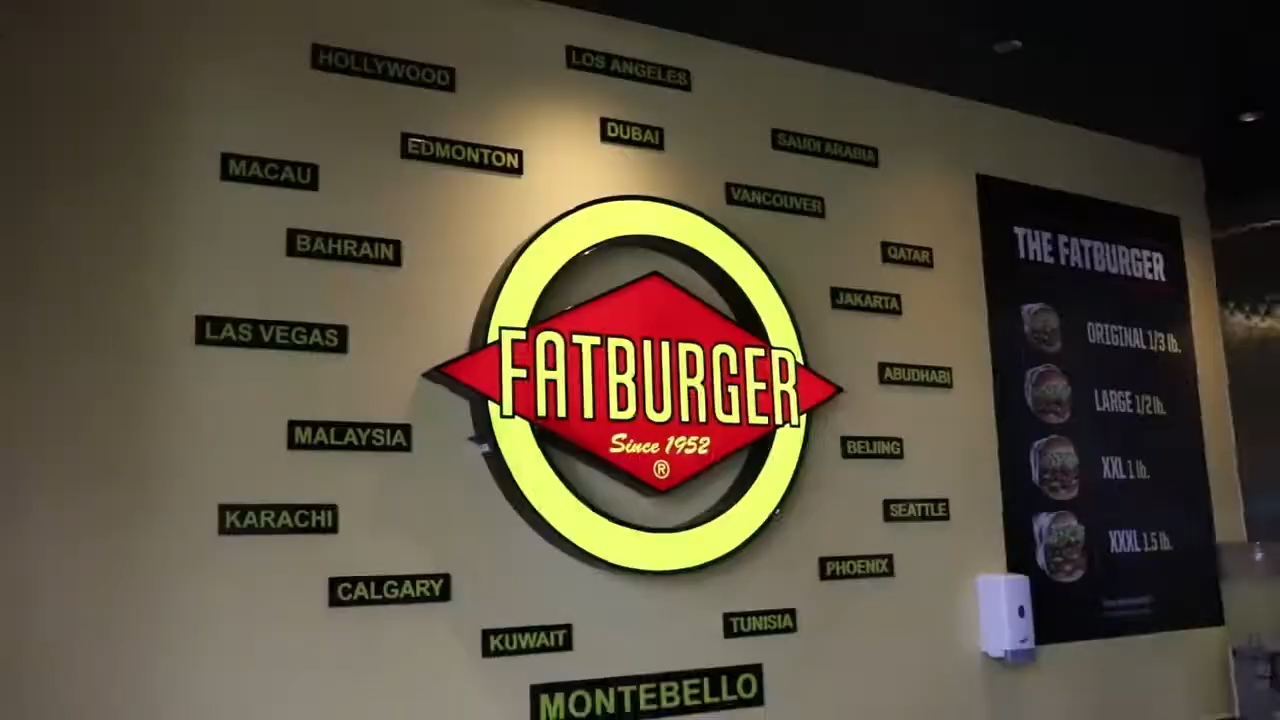 HOLLYWOOD
LOS ANGELES
DUBAI
EDMONTON
SAUDI ARABIA
MACAU
VANCOUVER
BAHRAIN
QATAR
JAKARTA
LAS VEGAS
FATBURGER
Since 1952
®
ABUDHABI
MALAYSIA
BEIJING
KARACHI
SEATTLE
CALGARY
PHOENIX
KUWAIT
TUNISIA
MONTEBELLO
THE FATBURGER
ORIGINAL 1/3 lb.
LARGE 1/2 lb.
XXL 1 lb.
XXXL 1.5 lb.